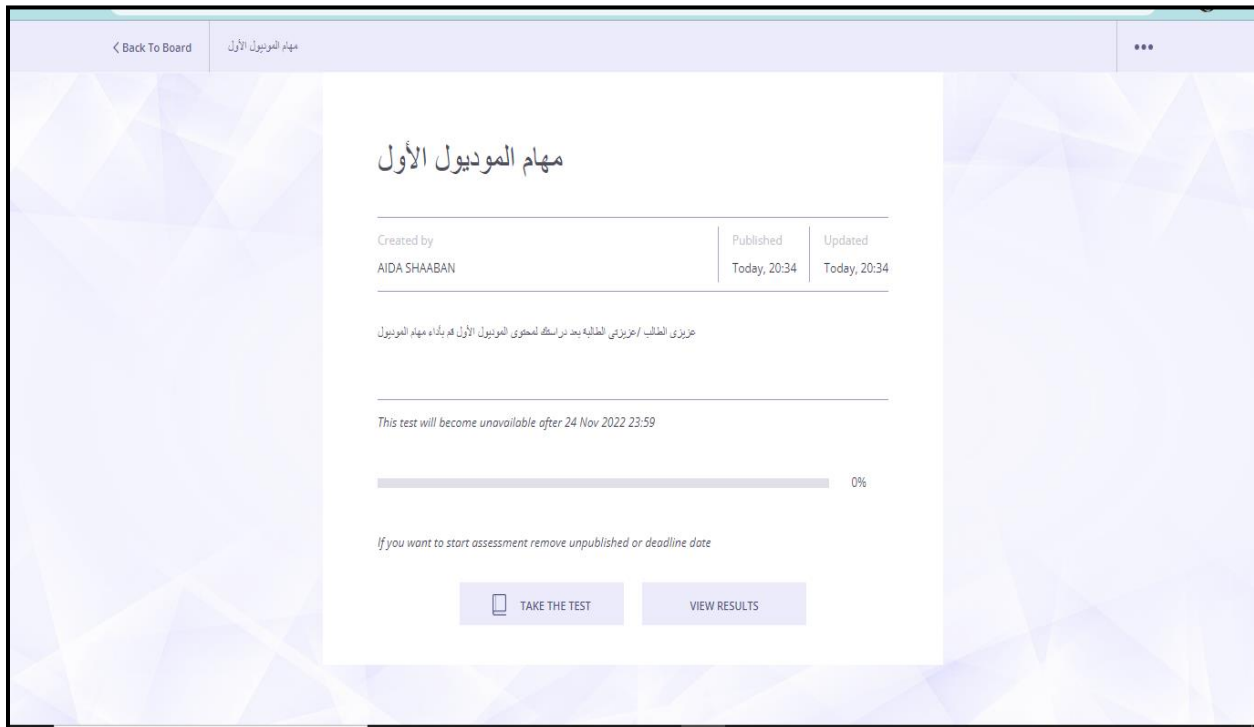 Back To Board
مهام الموديول الأول
مهام الموديول الأول
Created by
AIDA SHAABAN
Published
Today, 20:34
Updated
Today, 20:34
عزيزى الطالب /عزيزتى الطالبة بعد دراستك لمحتوى الموديول الأول قم بأداء مهام الموديول
This test will become unavailable after 24 Nov 2022 23:59
0%
If you want to start assessment remove unpublished or deadline date
TAKE THE TEST
VIEW RESULTS